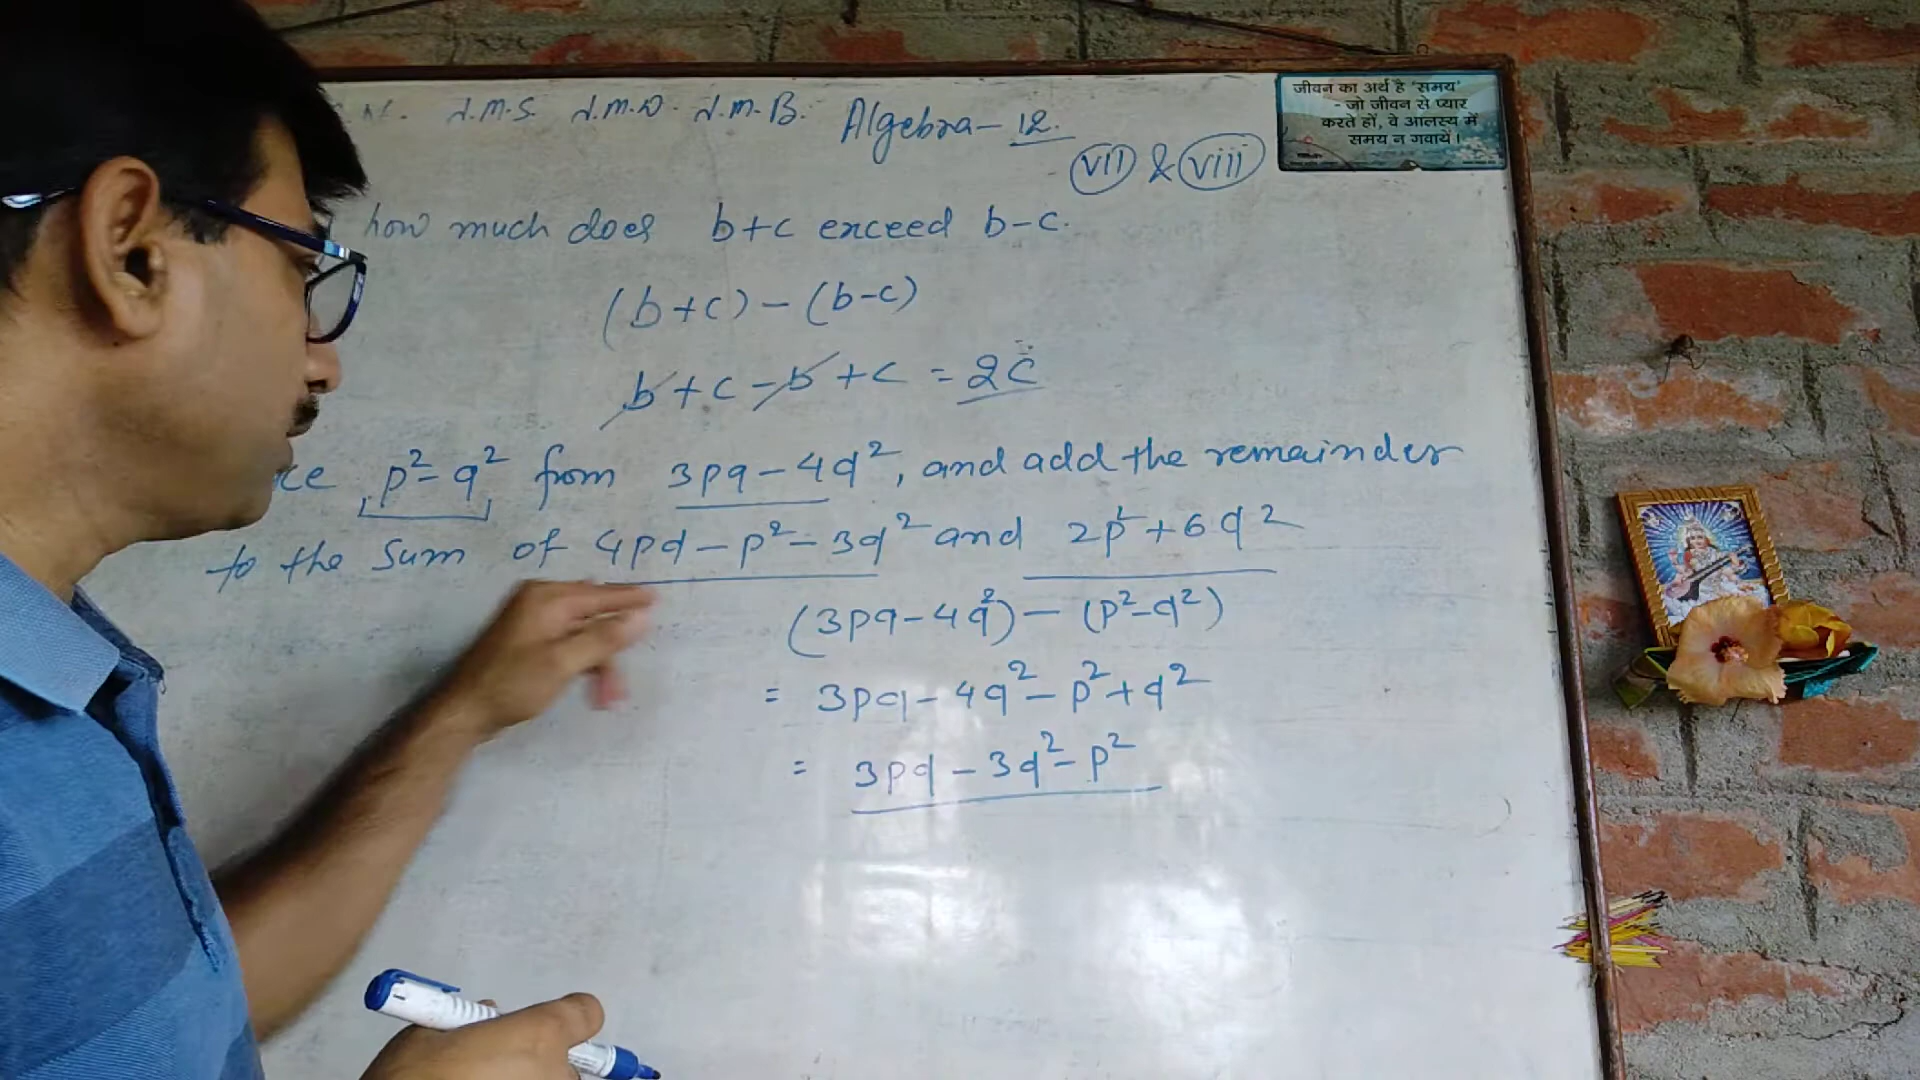 J.M.S. J.M.D. J.M.B. Algebra - 12.
VII & VIII
जीवन का अर्थ है 'समय'
- जो जीवन से प्यार
करते हों, वे आलस्य में
समय न गवायें।
how much does b+c exceed b-c.
(b+c) - (b-c)
b+c-b+c = 2c
p²-q² from 3pq-4q², and add the remainder
to the sum of 4pq-p²-3q² and 2p²+6q²
(3pq-4q²) - (p²-q²)
= 3pq-4q²-p²+q²
= 3pq-3q²-p²